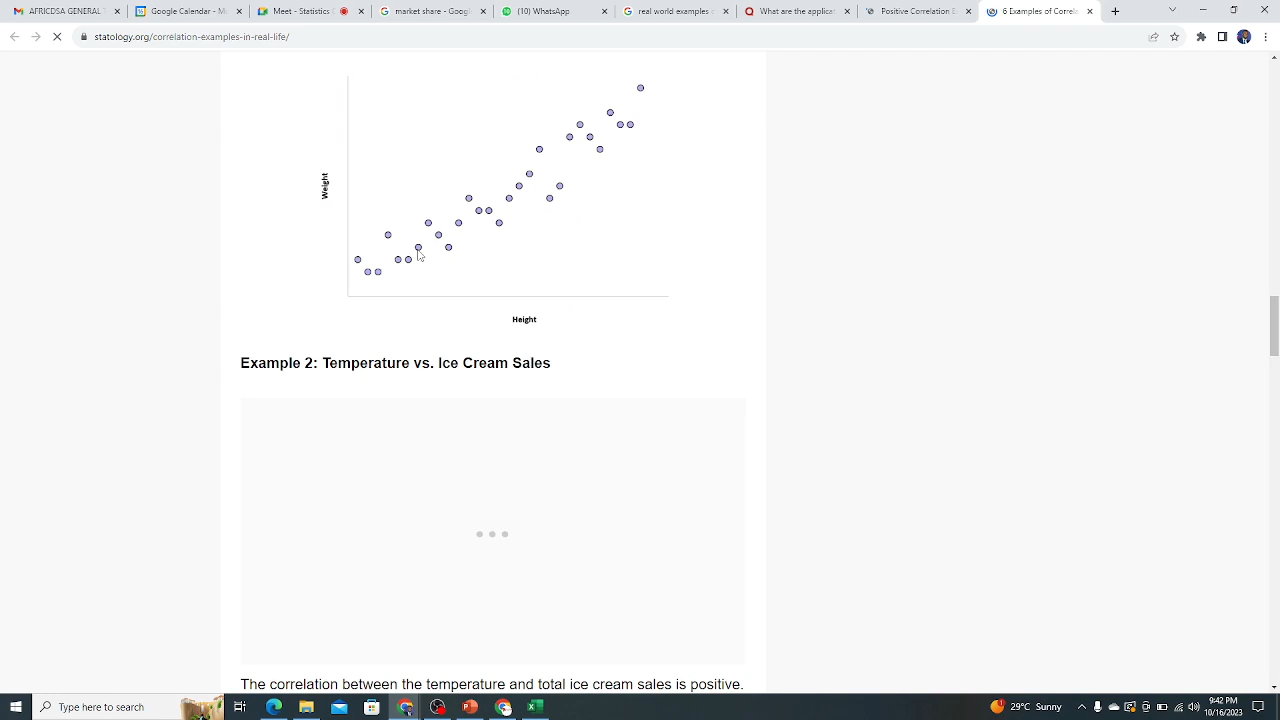 AFRICDSA GENERAL T
Google Calendar - M
Meet - Statistics
market share - Googl
(10) WhatsApp
real world examples
What are the applicat
Positive Correlation E
6 Examples of Correla
statology.org/correlation-examples-in-real-life/
Weight
Height
Example 2: Temperature vs. Ice Cream Sales
The correlation between the temperature and total ice cream sales is positive.
Type here to search
29°C Sunny
9:42 PM
10/16/2023